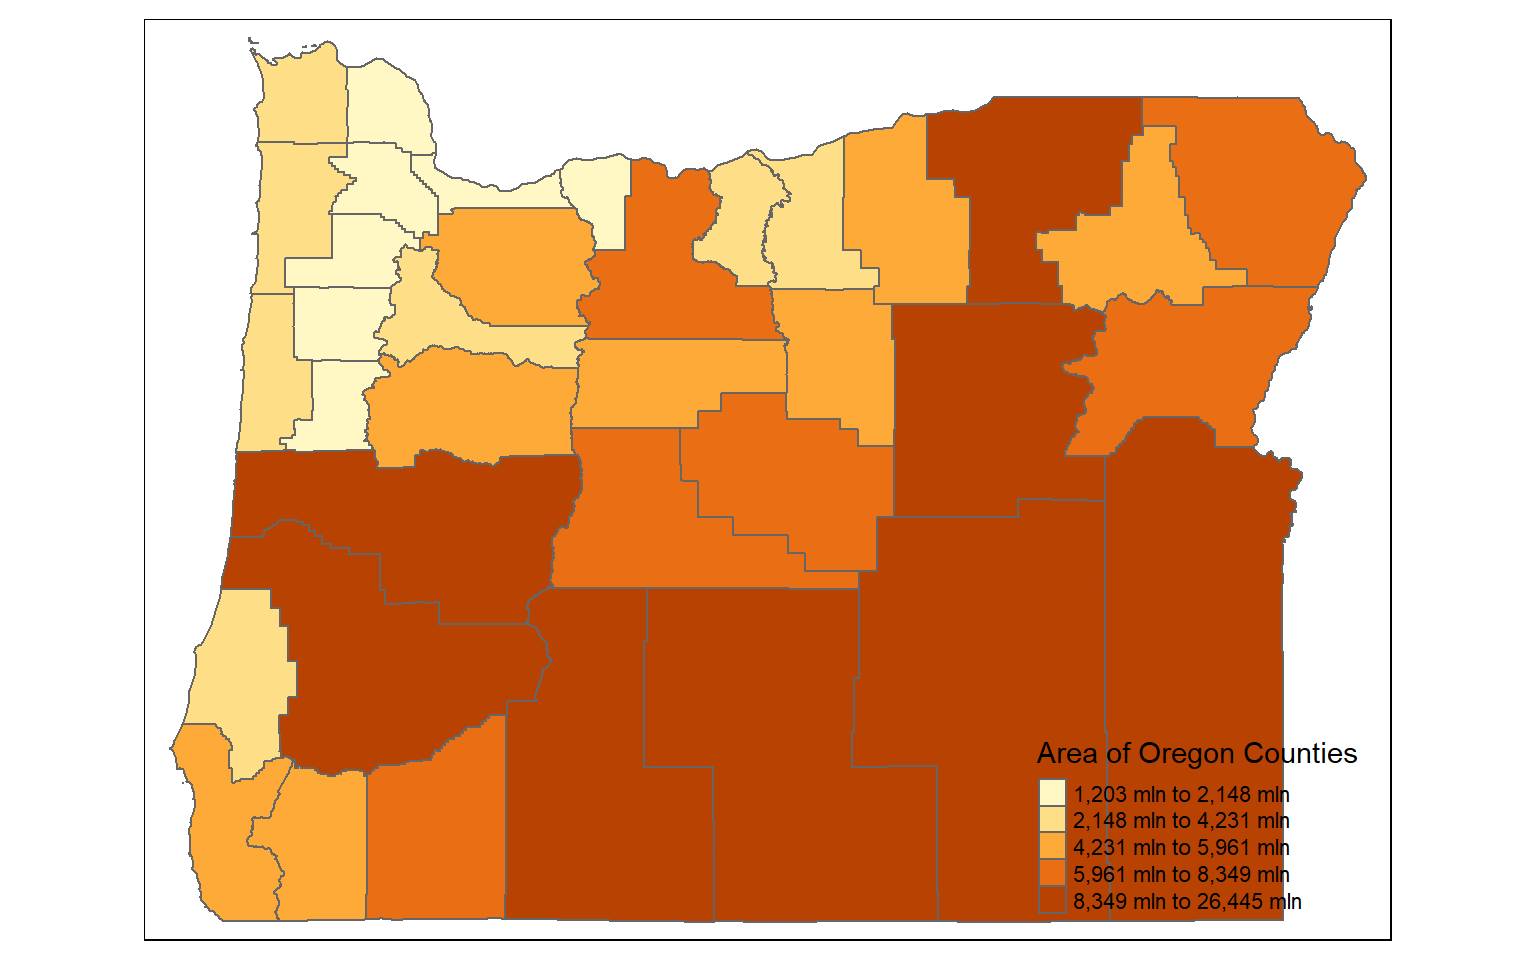 Area of Oregon Counties
1,203 mln to 2,148 mln
2,148 mln to 4,231 mln
4,231 mln to 5,961 mln
5,961 mln to 8,349 mln
8,349 mln to 26,445 mln